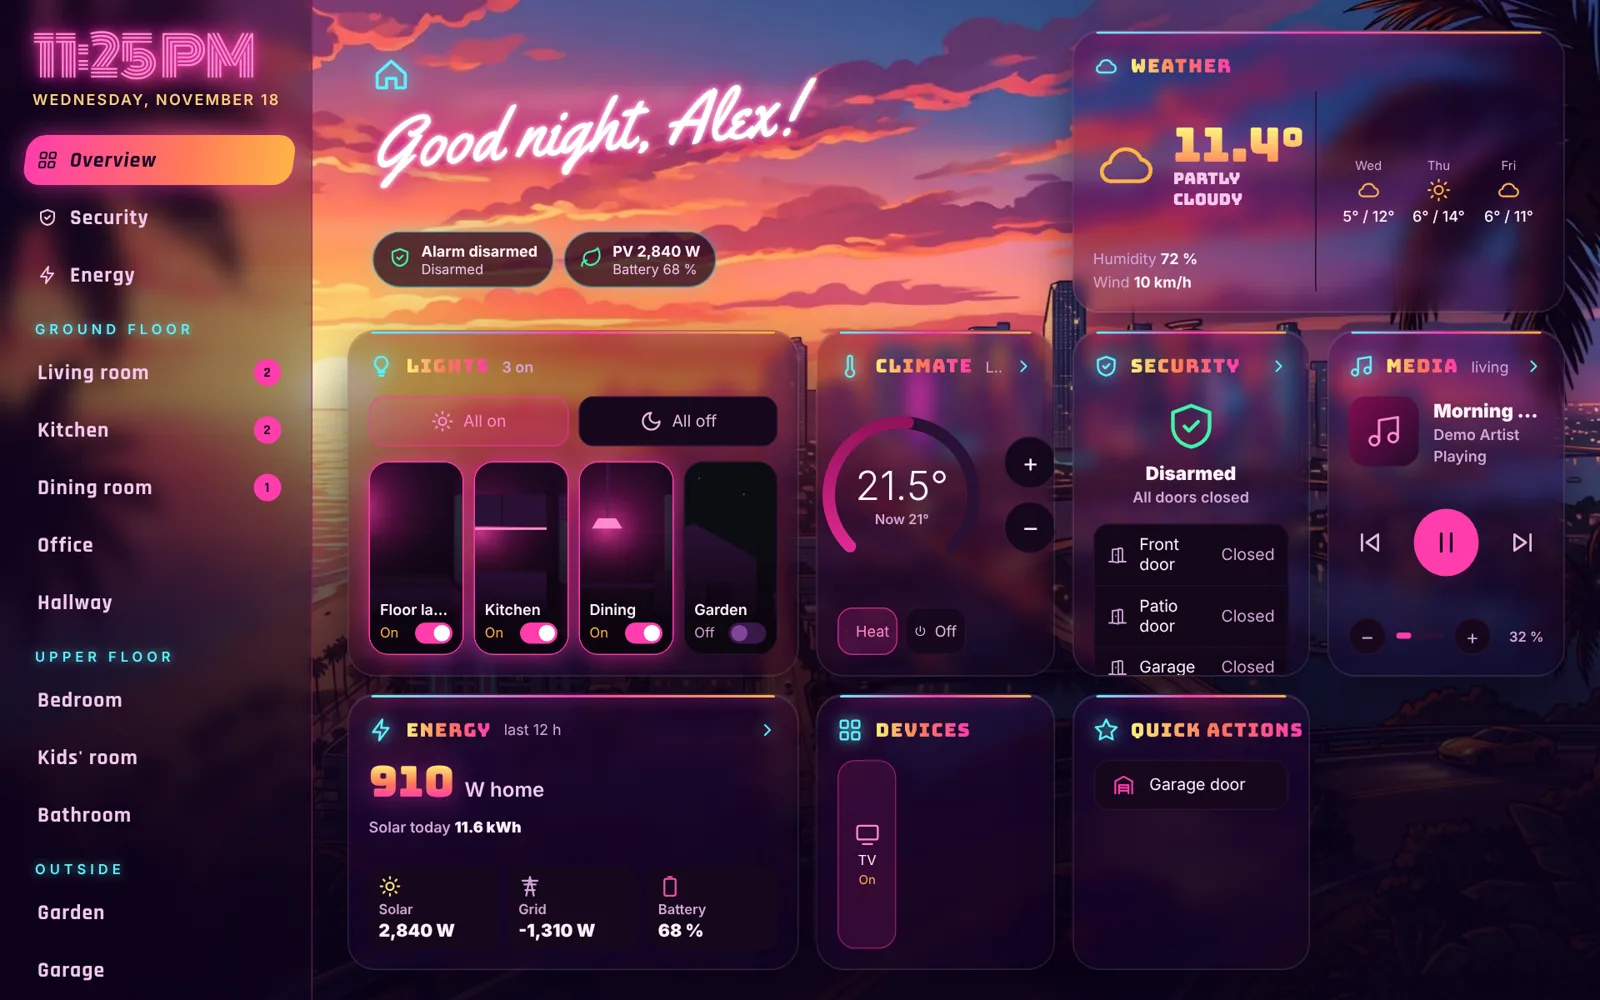 11:25PM
WEDNESDAY, NOVEMBER 18
Overview
Security
Energy
GROUND FLOOR
Living room 2
Kitchen 2
Dining room 1
Office
Hallway
UPPER FLOOR
Bedroom
Kids' room
Bathroom
OUTSIDE
Garden
Garage
Good night, Alex!
Alarm disarmed
Disarmed
PV 2,840 W
Battery 68 %
WEATHER
11.4°
PARTLY
CLOUDY
Humidity 72 %
Wind 10 km/h
Wed Thu Fri
5° / 12° 6° / 14° 6° / 11°
LIGHTS 3 on
All on All off
Floor la...
On
Kitchen
On
Dining
On
Garden
Off
CLIMATE L..
21.5°
Now 21°
+
−
Heat Off
SECURITY
Disarmed
All doors closed
Front
door
Closed
Patio
door
Closed
Garage Closed
MEDIA living
Morning ...
Demo Artist
Playing
− + 32 %
ENERGY last 12 h
910 W home
Solar today 11.6 kWh
Solar
2,840 W
Grid
-1,310 W
Battery
68 %
DEVICES
TV
On
QUICK ACTIONS
Garage door